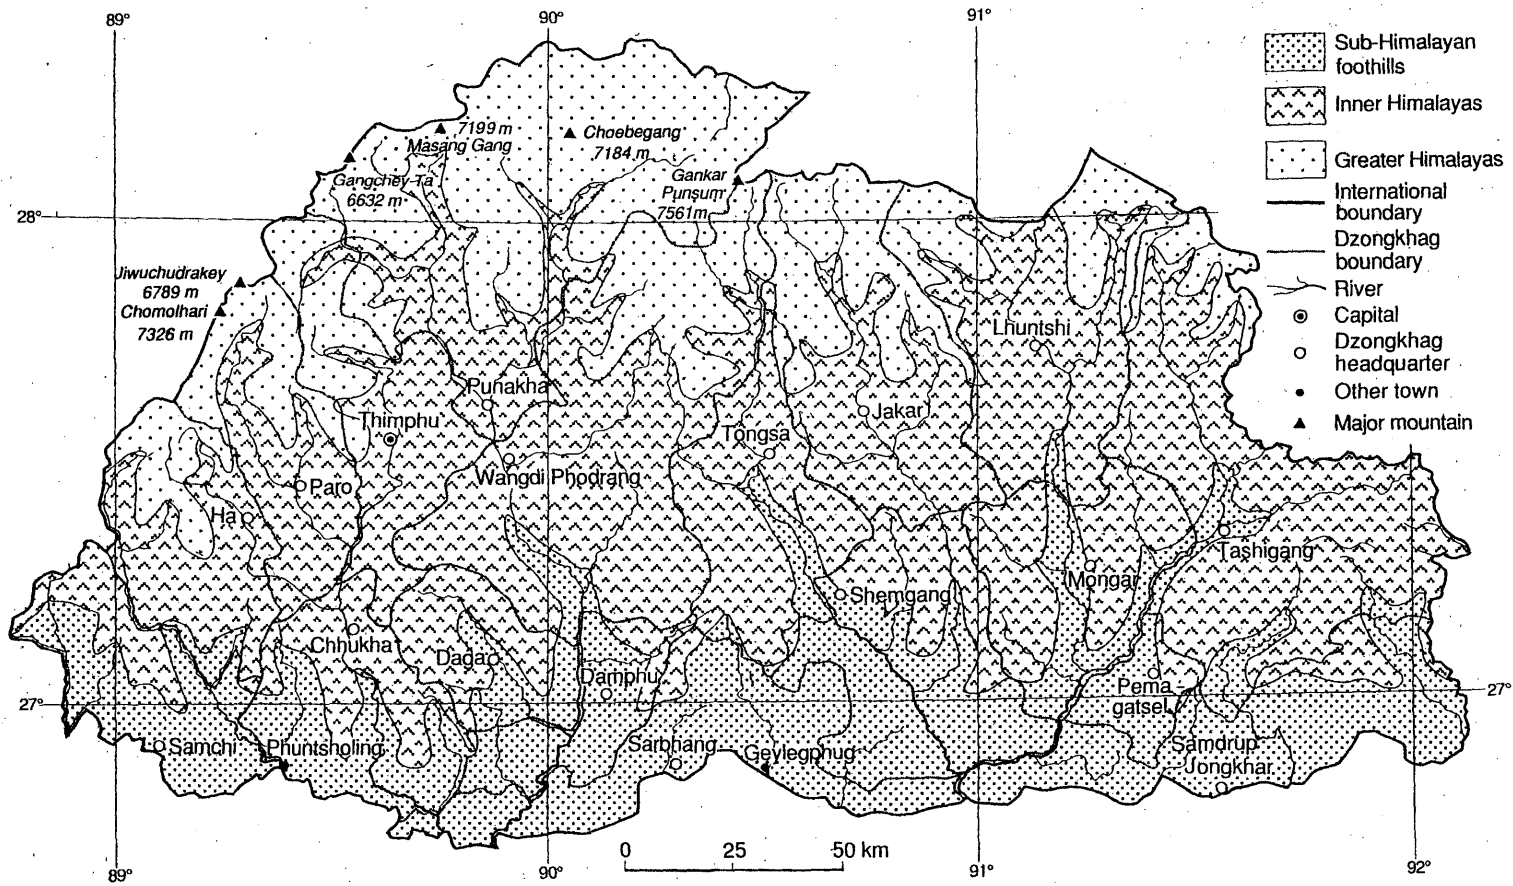 89°
90°
91°
Sub-Himalayan
foothills
Inner Himalayas
Greater Himalayas
International
boundary
Dzongkhag
boundary
River
Capital
Dzongkhag
headquarter
Other town
Major mountain
7199 m
Masang Gang
Choebegang
7184 m
Gangchey Ta
6632 m
Gankar
Punsum
7561m
28°
Jiwuchudrakey
6789 m
Chomolhari
7326 m
Lhuntshi
Punakha
Thimphu
Jakar
Tongsa
Wangdi Phodrang
Paro
Ha
Tashigang
Mongar
Shemgang
Chhukha
Daga
Damphu
Pema
gatsel
27°
27°
Samchi
Phuntsholing
Sarbhang
Geylegphug
Samdrup
Jongkhar
0 25 50 km
89°
90°
91°
92°